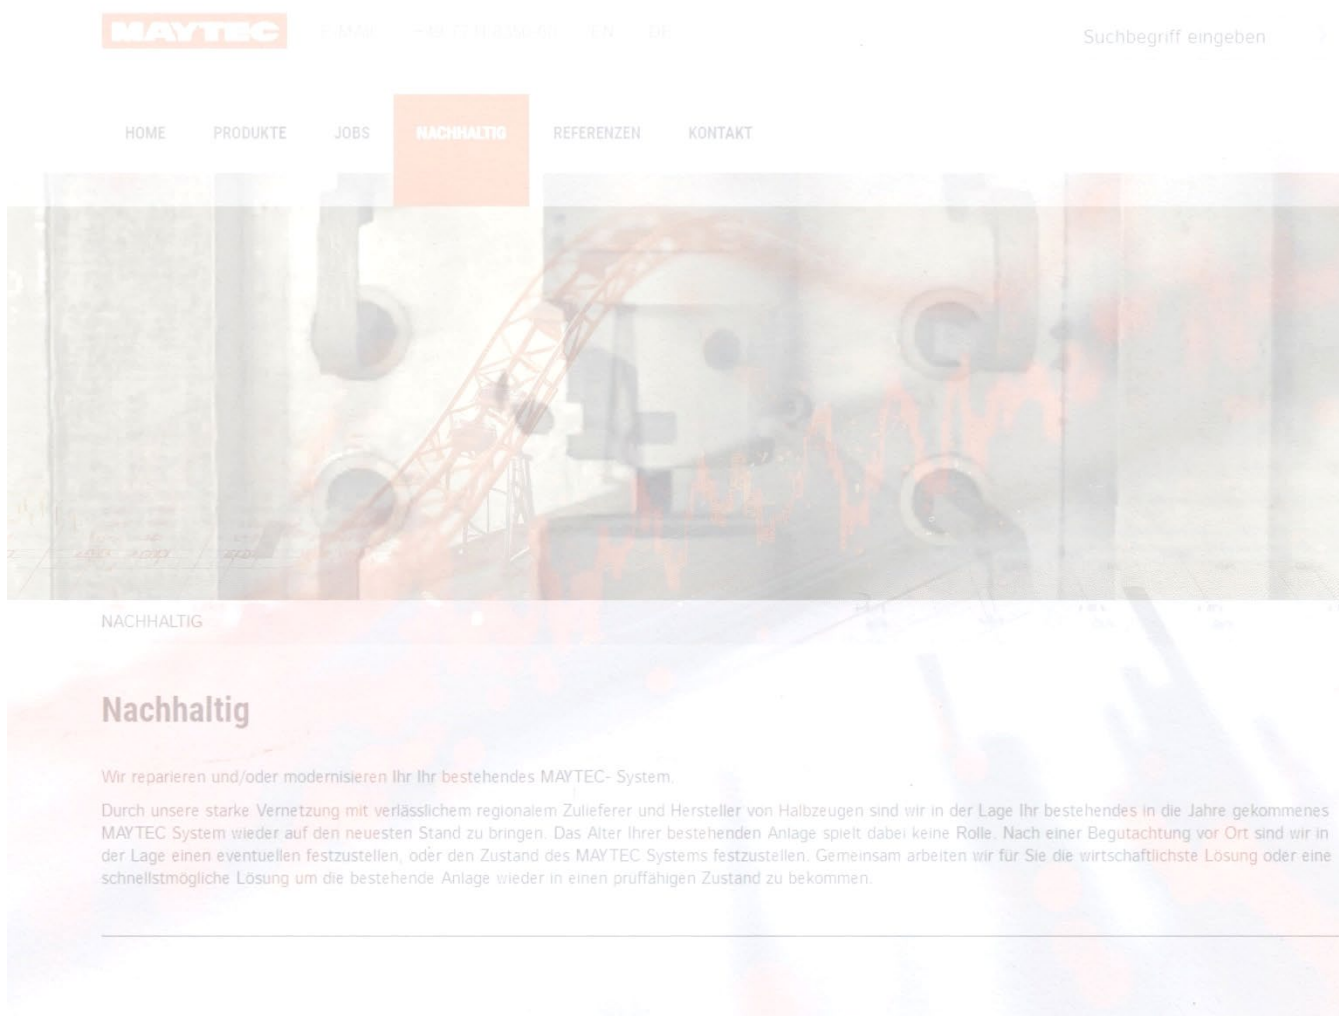 MAYTEC
EN DE
Suchbegriff eingeben
HOME PRODUKTE JOBS NACHHALTIG REFERENZEN KONTAKT
NACHHALTIG
Nachhaltig
Wir reparieren und/oder modernisieren Ihr Ihr bestehendes MAYTEC- System.
Durch unsere starke Vernetzung mit verlässlichem regionalem Zulieferer und Hersteller von Halbzeugen sind wir in der Lage Ihr bestehendes in die Jahre gekommenes
MAYTEC System wieder auf den neuesten Stand zu bringen. Das Alter Ihrer bestehenden Anlage spielt dabei keine Rolle. Nach einer Begutachtung vor Ort sind wir in
der Lage einen eventuellen festzustellen, oder den Zustand des MAYTEC Systems festzustellen. Gemeinsam arbeiten wir für Sie die wirtschaftlichste Lösung oder eine
schnellstmögliche Lösung um die bestehende Anlage wieder in einen pruffähigen Zustand zu bekommen.